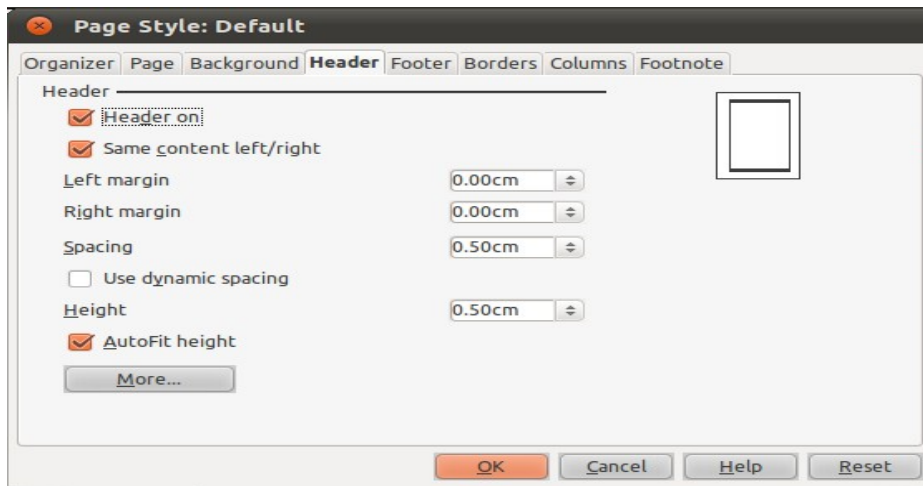 Page Style: Default
Organizer Page Background Header Footer Borders Columns Footnote
Header
Header on
Same content left/right
Left margin 0.00cm
Right margin 0.00cm
Spacing 0.50cm
Use dynamic spacing
Height 0.50cm
AutoFit height
More...
OK Cancel Help Reset